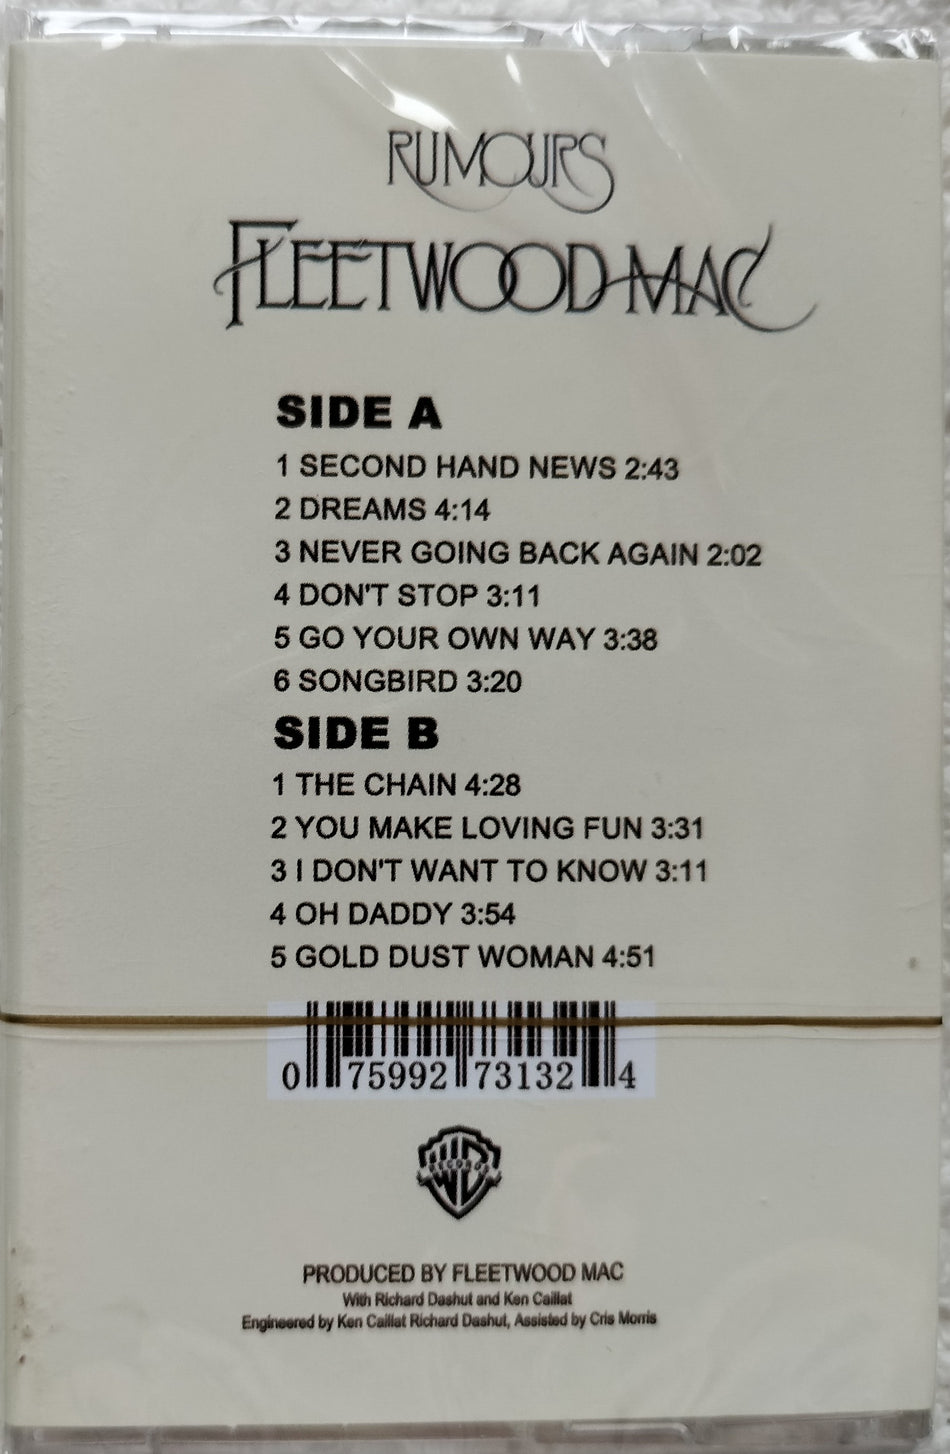 RUMOURS
FLEETWOOD MAC
SIDE A
1 SECOND HAND NEWS 2:43
2 DREAMS 4:14
3 NEVER GOING BACK AGAIN 2:02
4 DON'T STOP 3:11
5 GO YOUR OWN WAY 3:38
6 SONGBIRD 3:20
SIDE B
1 THE CHAIN 4:28
2 YOU MAKE LOVING FUN 3:31
3 I DON'T WANT TO KNOW 3:11
4 OH DADDY 3:54
5 GOLD DUST WOMAN 4:51
0 75992 73132 4
WB
RECORDS
PRODUCED BY FLEETWOOD MAC
With Richard Dashut and Ken Caillat
Engineered by Ken Caillat Richard Dashut, Assisted by Cris Morris